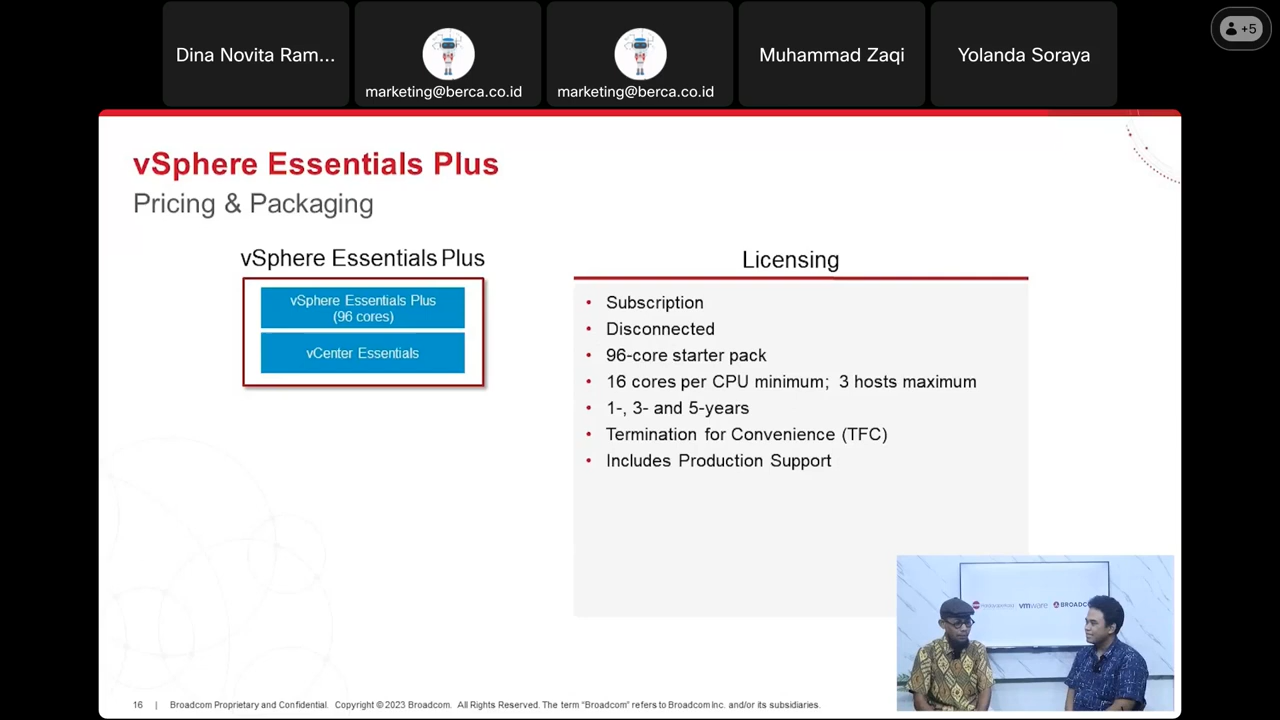 Dina Novita Ram...
marketing@berca.co.id
marketing@berca.co.id
Muhammad Zaqi
Yolanda Soraya
+5
vSphere Essentials Plus
Pricing & Packaging
vSphere Essentials Plus
vSphere Essentials Plus
(96 cores)
vCenter Essentials
Licensing
• Subscription
• Disconnected
• 96-core starter pack
• 16 cores per CPU minimum; 3 hosts maximum
• 1-, 3- and 5-years
• Termination for Convenience (TFC)
• Includes Production Support
vmware
BROADCOM
16 | Broadcom Proprietary and Confidential. Copyright © 2023 Broadcom. All Rights Reserved. The term “Broadcom” refers to Broadcom Inc. and/or its subsidiaries.